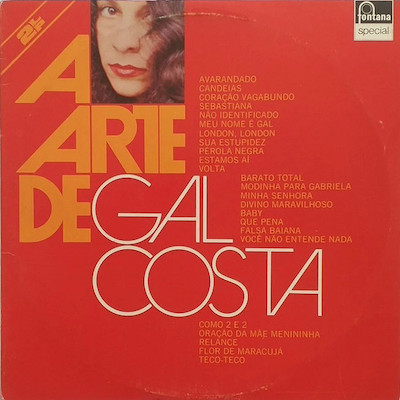 2 LP
fontana
special
A
ARTE
DE
GAL
COSTA
AVARANDADO
CANDEIAS
CORAÇÃO VAGABUNDO
SEBASTIANA
NÃO IDENTIFICADO
MEU NOME É GAL
LONDON, LONDON
SUA ESTUPIDEZ
PÉROLA NEGRA
ESTAMOS AÍ
VOLTA
BARATO TOTAL
MODINHA PARA GABRIELA
MINHA SENHORA
DIVINO MARAVILHOSO
BABY
QUE PENA
FALSA BAIANA
VOCÊ NÃO ENTENDE NADA
COMO 2 E 2
ORAÇÃO DA MÃE MENININHA
RELANCE
FLOR DE MARACUJÁ
TECO-TECO